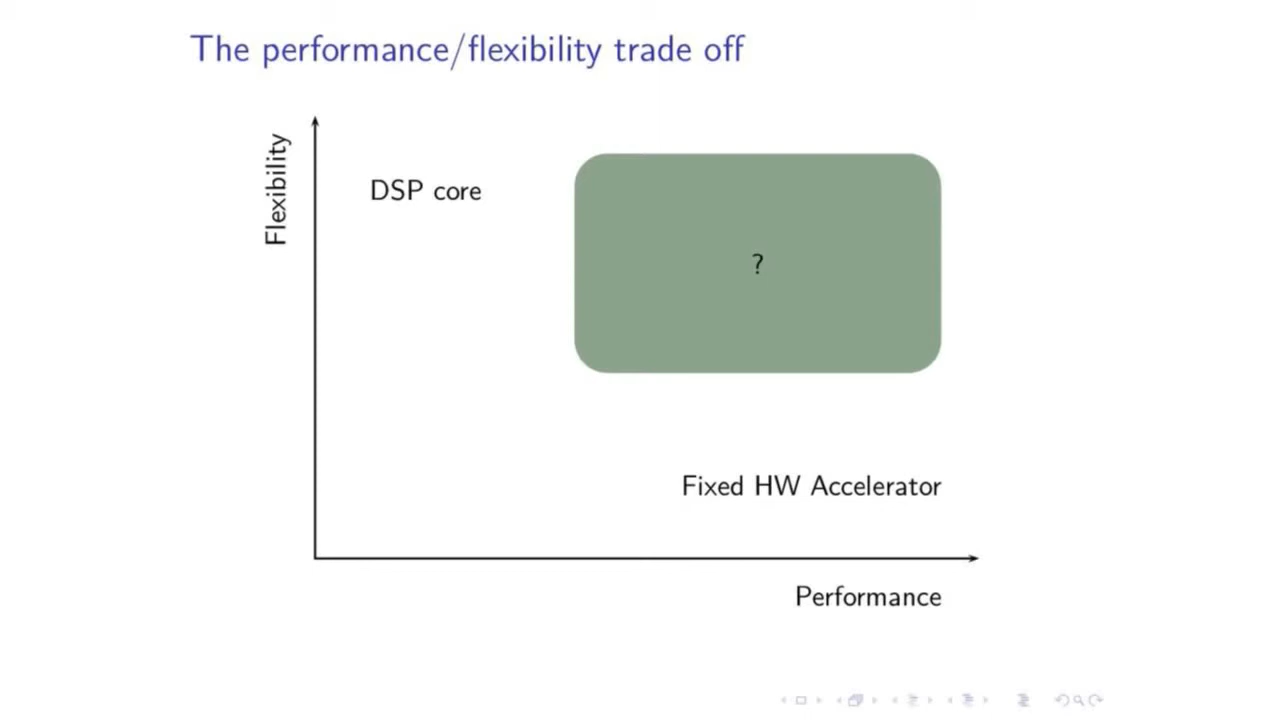 The performance/flexibility trade off
Flexibility
DSP core
?
Fixed HW Accelerator
Performance